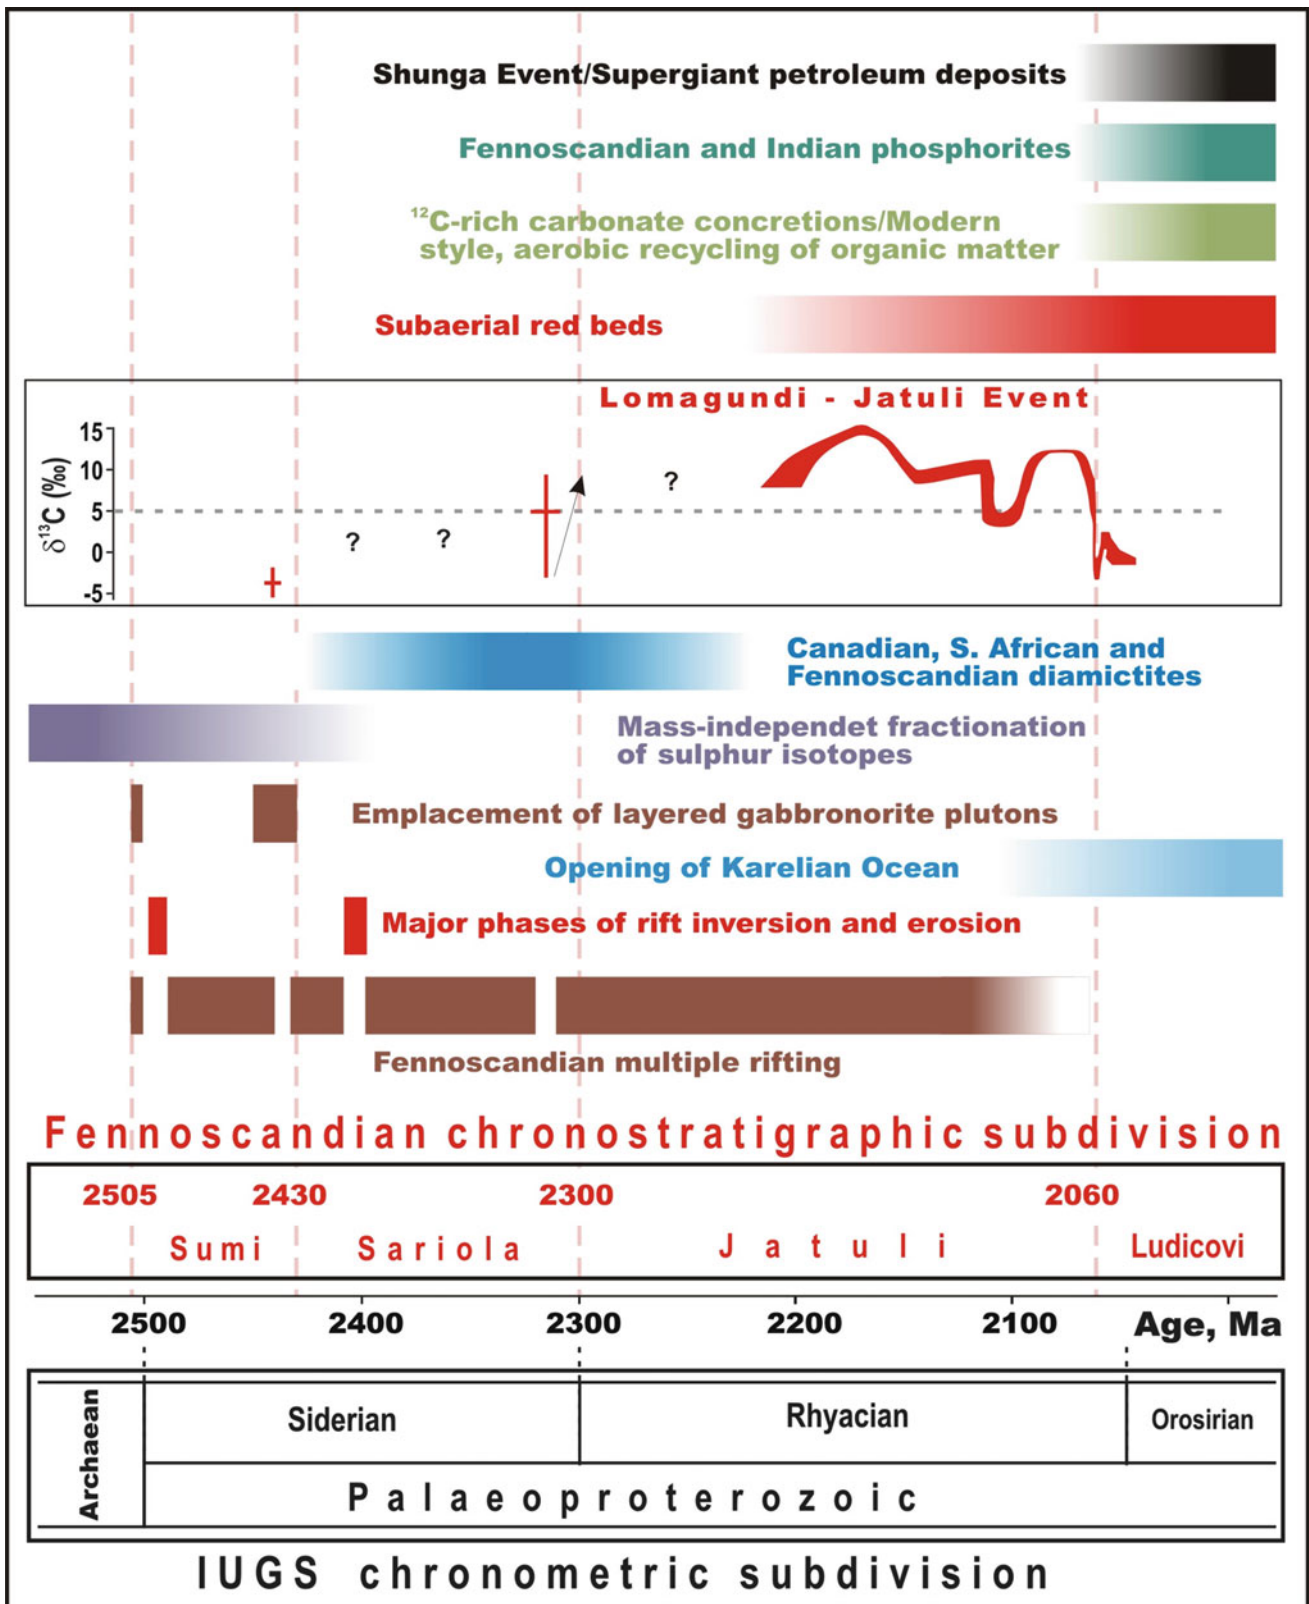 Shunga Event/Supergiant petroleum deposits
Fennoscandian and Indian phosphorites
¹²C-rich carbonate concretions/Modern
style, aerobic recycling of organic matter
Subaerial red beds
Lomagundi - Jatuli Event
δ¹³C (‰)
15
10
5
0
-5
?
?
?
Canadian, S. African and
Fennoscandian diamictites
Mass-independet fractionation
of sulphur isotopes
Emplacement of layered gabbronorite plutons
Opening of Karelian Ocean
Major phases of rift inversion and erosion
Fennoscandian multiple rifting
Fennoscandian chronostratigraphic subdivision
2505 2430 2300 2060
Sumi Sariola Jatuli Ludicovi
2500 2400 2300 2200 2100 Age, Ma
Archaean
Siderian Rhyacian Orosirian
Palaeoproterozoic
IUGS chronometric subdivision